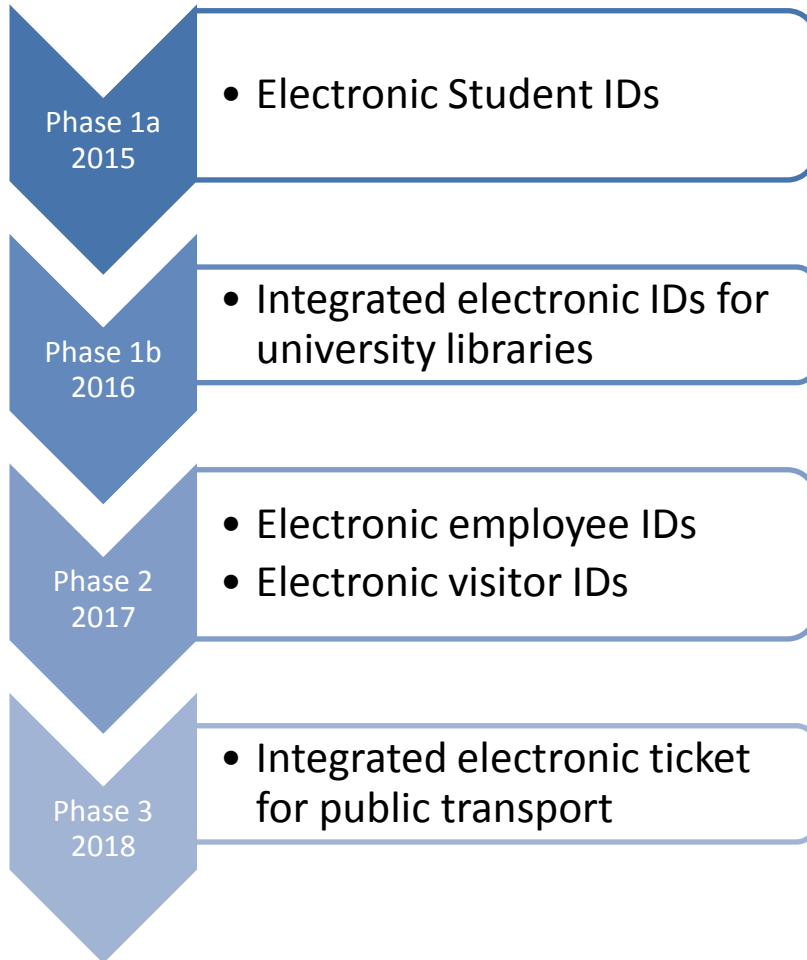 Phase 1a
2015
• Electronic Student IDs
Phase 1b
2016
• Integrated electronic IDs for
university libraries
Phase 2
2017
• Electronic employee IDs
• Electronic visitor IDs
Phase 3
2018
• Integrated electronic ticket
for public transport